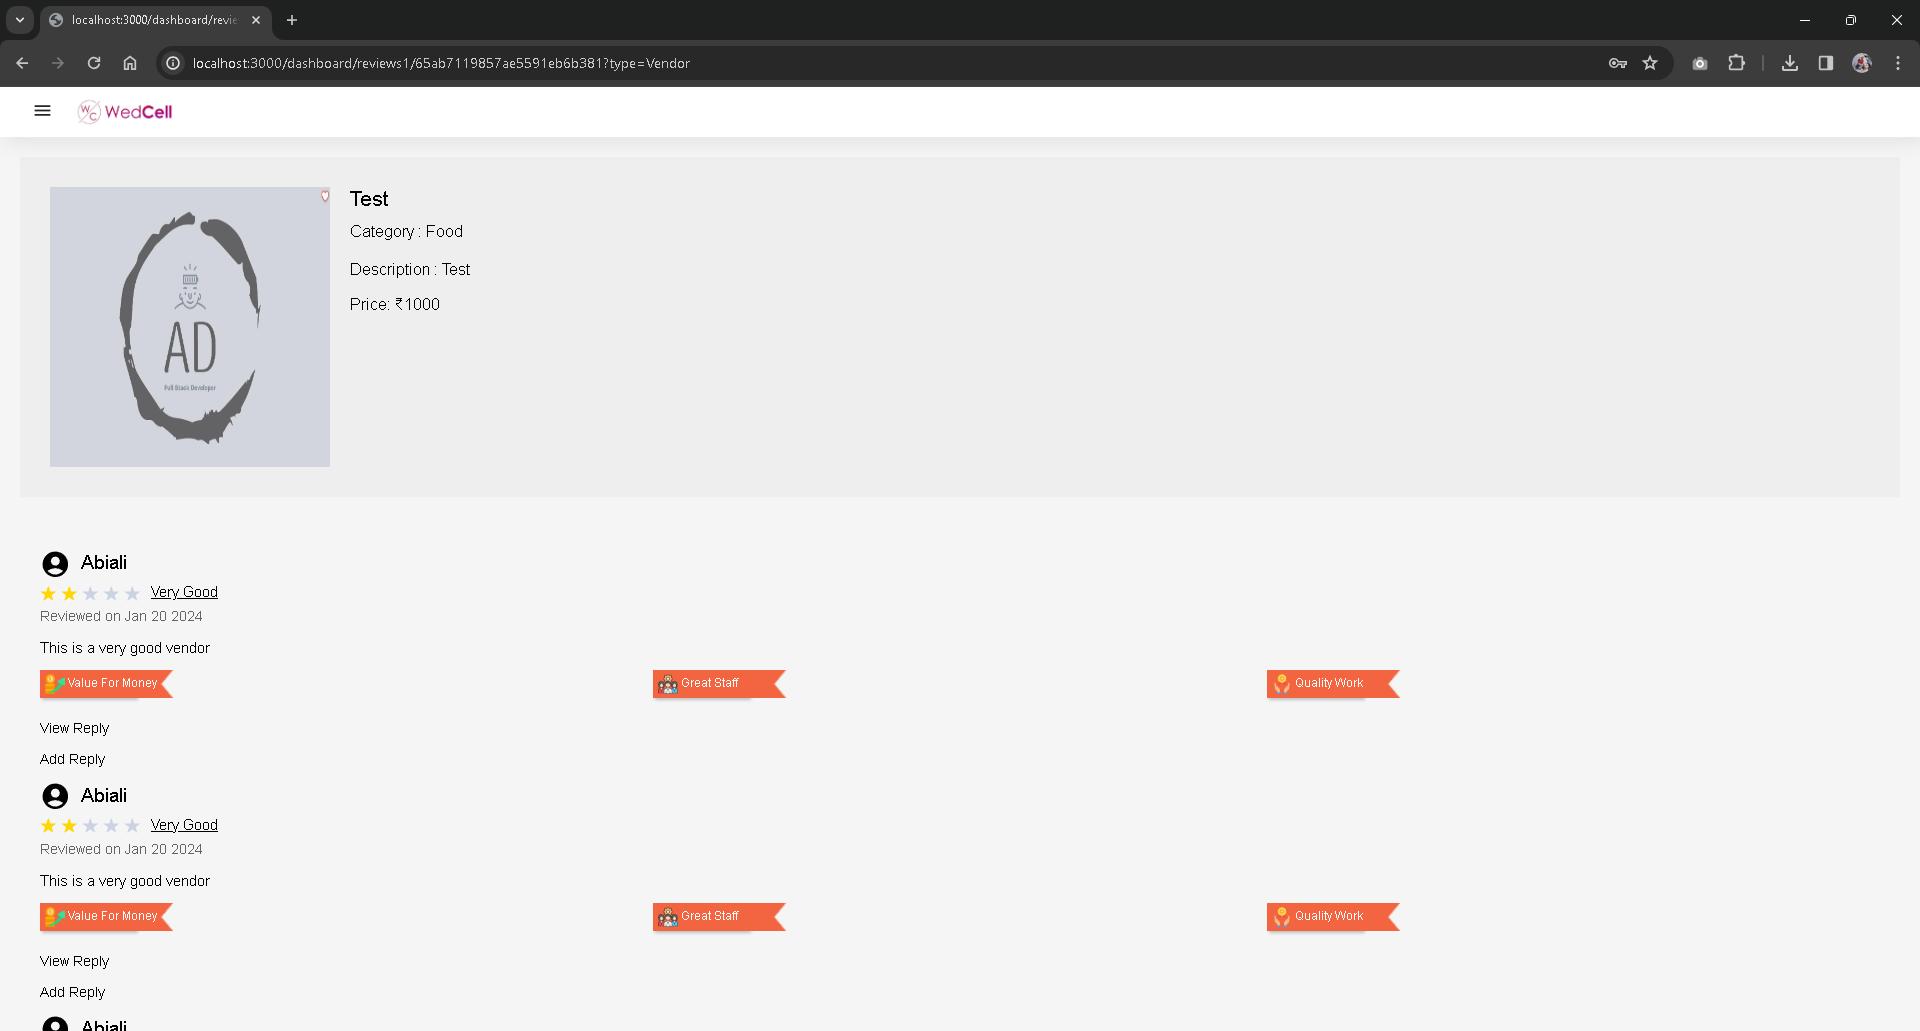 localhost:3000/dashboard/revie
localhost:3000/dashboard/reviews1/65ab7119857ae5591eb6b381?type=Vendor
WC WedCell
Test
Category : Food
Description : Test
Price: ₹1000
AD
Full Stack Developer
Abiali
Very Good
Reviewed on Jan 20 2024
This is a very good vendor
Value For Money Great Staff Quality Work
View Reply
Add Reply
Abiali
Very Good
Reviewed on Jan 20 2024
This is a very good vendor
Value For Money Great Staff Quality Work
View Reply
Add Reply
Abiali